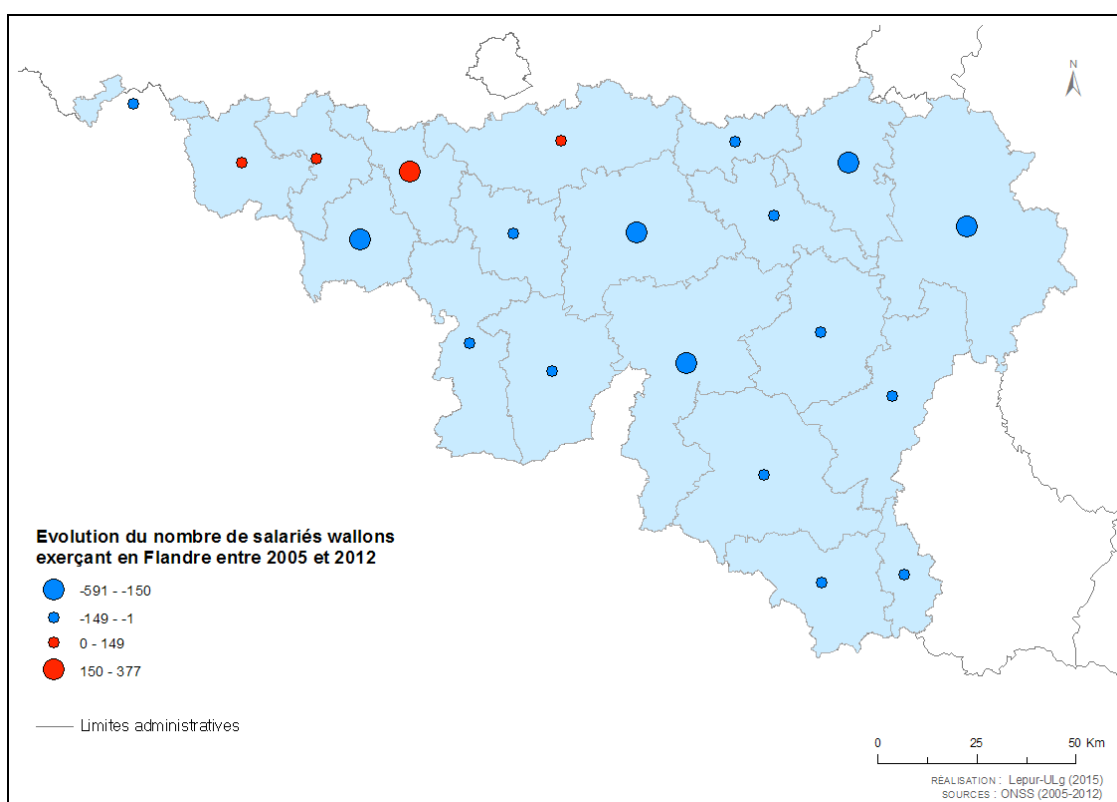 N
Evolution du nombre de salariés wallons
exerçant en Flandre entre 2005 et 2012
-591 - -150
-149 - -1
0 - 149
150 - 377
Limites administratives
0 25 50 Km
RÉALISATION : Lepur-ULg (2015)
SOURCES : ONSS (2005-2012)